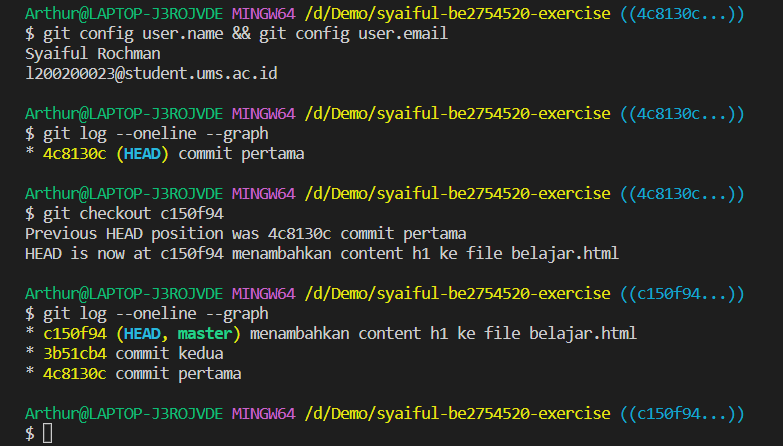 Arthur@LAPTOP-J3ROJVDE MINGW64 /d/Demo/syaiful-be2754520-exercise ((4c8130c...))
$ git config user.name && git config user.email
Syaiful Rochman
l200200023@student.ums.ac.id
Arthur@LAPTOP-J3ROJVDE MINGW64 /d/Demo/syaiful-be2754520-exercise ((4c8130c...))
$ git log --oneline --graph
* 4c8130c (HEAD) commit pertama
Arthur@LAPTOP-J3ROJVDE MINGW64 /d/Demo/syaiful-be2754520-exercise ((4c8130c...))
$ git checkout c150f94
Previous HEAD position was 4c8130c commit pertama
HEAD is now at c150f94 menambahkan content h1 ke file belajar.html
Arthur@LAPTOP-J3ROJVDE MINGW64 /d/Demo/syaiful-be2754520-exercise ((c150f94...))
$ git log --oneline --graph
* c150f94 (HEAD, master) menambahkan content h1 ke file belajar.html
* 3b51cb4 commit kedua
* 4c8130c commit pertama
Arthur@LAPTOP-J3ROJVDE MINGW64 /d/Demo/syaiful-be2754520-exercise ((c150f94...))
$